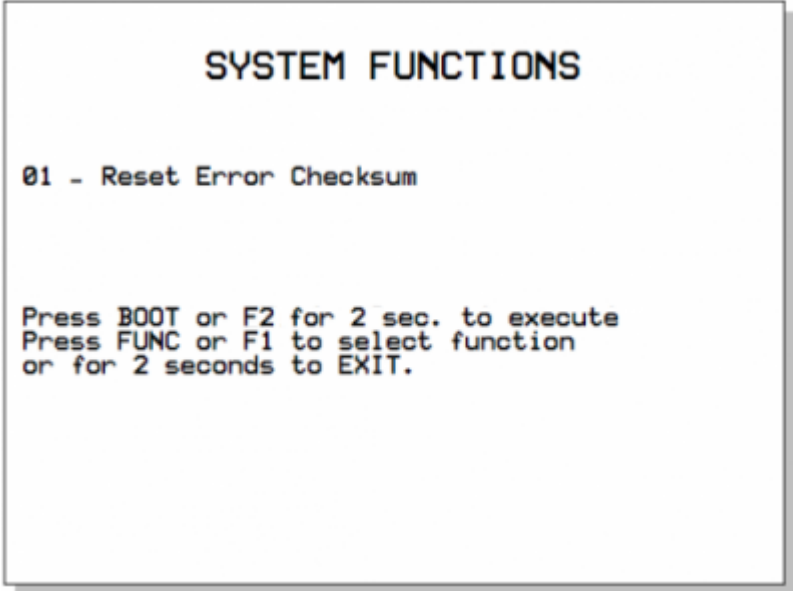 SYSTEM FUNCTIONS
01 - Reset Error Checksum
Press BOOT or F2 for 2 sec. to execute
Press FUNC or F1 to select function
or for 2 seconds to EXIT.